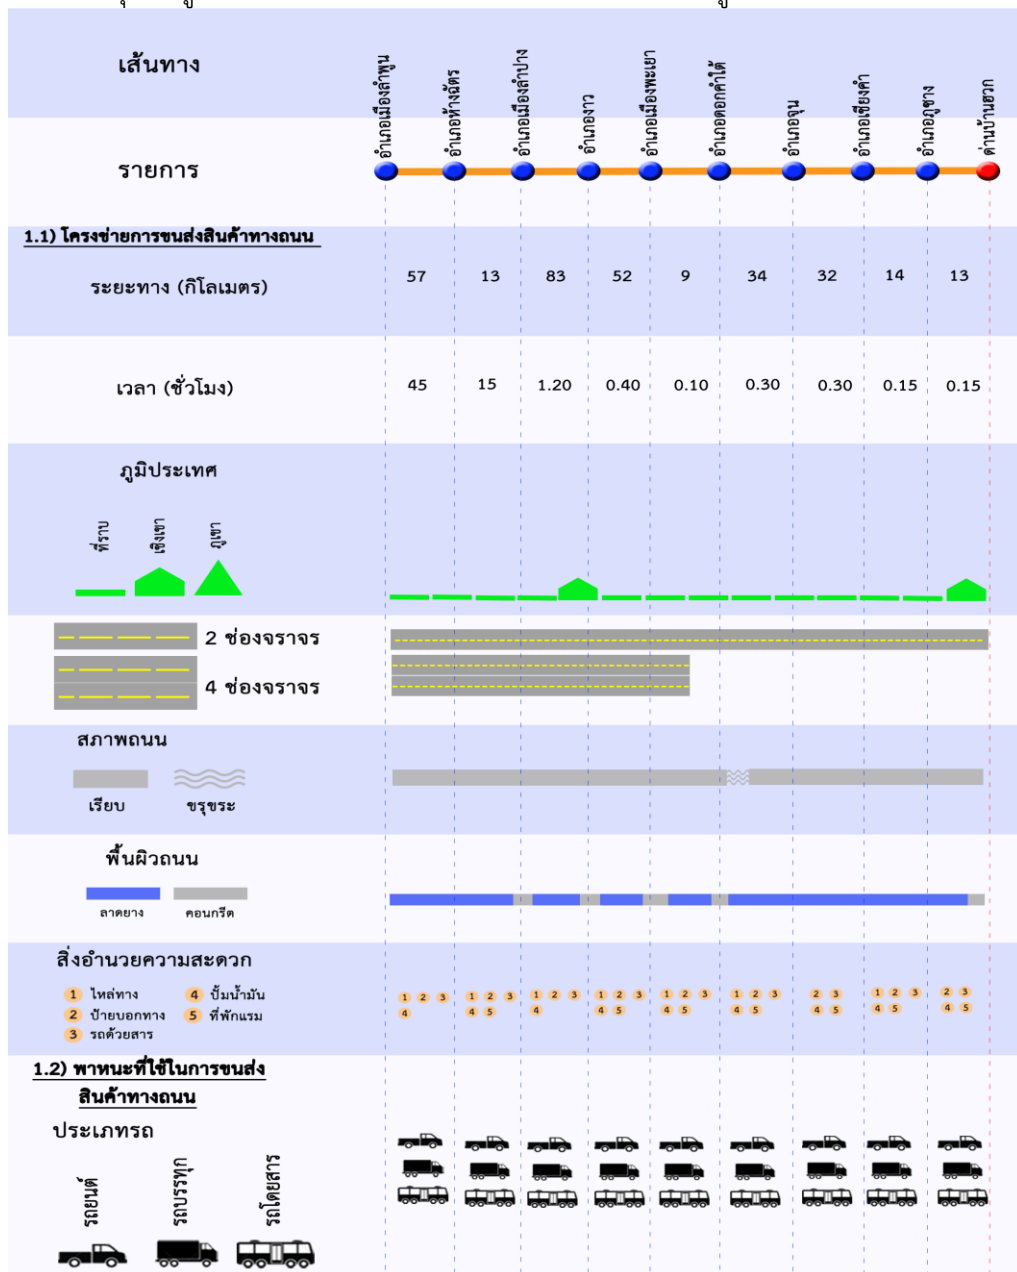 เส้นทาง
อำเภอเมืองลำพูน
อำเภอห้างฉัตร
อำเภอเมืองลำปาง
อำเภองาว
อำเภอเมืองพะเยา
อำเภอดอกคำใต้
อำเภอจุน
อำเภอเชียงคำ
อำเภอภูซาง
ด่านบ้านฮวก
รายการ
1.1) โครงข่ายการขนส่งสินค้าทางถนน
ระยะทาง (กิโลเมตร) 57 13 83 52 9 34 32 14 13
เวลา (ชั่วโมง) 45 15 1.20 0.40 0.10 0.30 0.30 0.15 0.15
ภูมิประเทศ
ที่ราบ
เชิงเขา
ภูเขา
2 ช่องจราจร
4 ช่องจราจร
สภาพถนน
เรียบ ขรุขระ
พื้นผิวถนน
ลาดยาง คอนกรีต
สิ่งอำนวยความสะดวก
1 ไหล่ทาง 4 ปั๊มน้ำมัน
2 ป้ายบอกทาง 5 ที่พักแรม
3 รถด้วยสาร
1 2 3 1 2 3 1 2 3 1 2 3 1 2 3 1 2 3 2 3 1 2 3 2 3
4 4 5 4 4 5 4 5 4 5 4 5 4 5 4 5
1.2) พาหนะที่ใช้ในการขนส่ง
สินค้าทางถนน
ประเภทรถ
รถยนต์
รถบรรทุก
รถโดยสาร